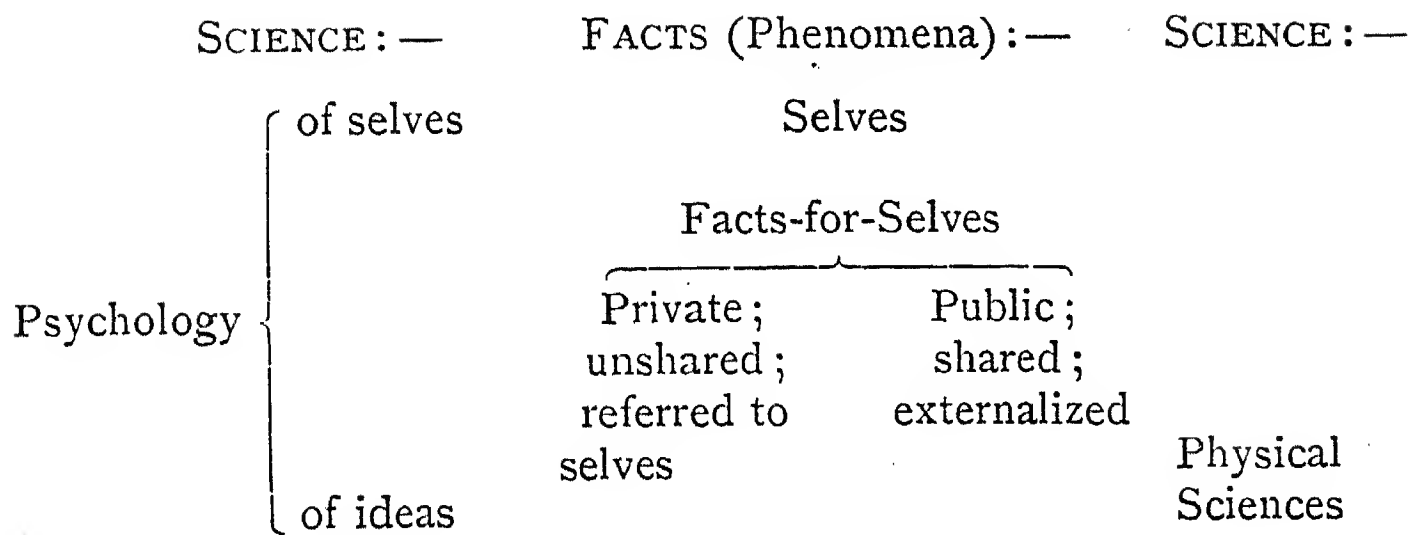 SCIENCE :— FACTS (Phenomena) :— SCIENCE :—
of selves Selves
Facts-for-Selves
Private ; Public ;
Psychology unshared ; shared ;
referred to externalized
selves Physical
of ideas Sciences